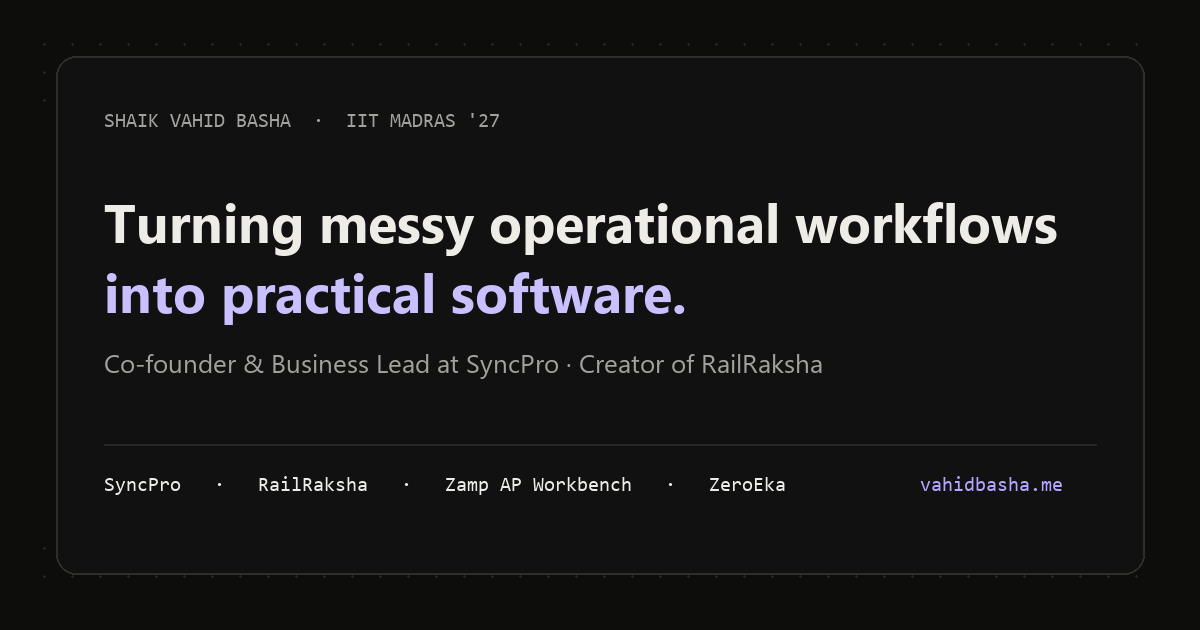 SHAIK VAHID BASHA · IIT MADRAS '27
Turning messy operational workflows
into practical software.
Co-founder & Business Lead at SyncPro · Creator of RailRaksha
SyncPro · RailRaksha · Zamp AP Workbench · ZeroEka vahidbasha.me